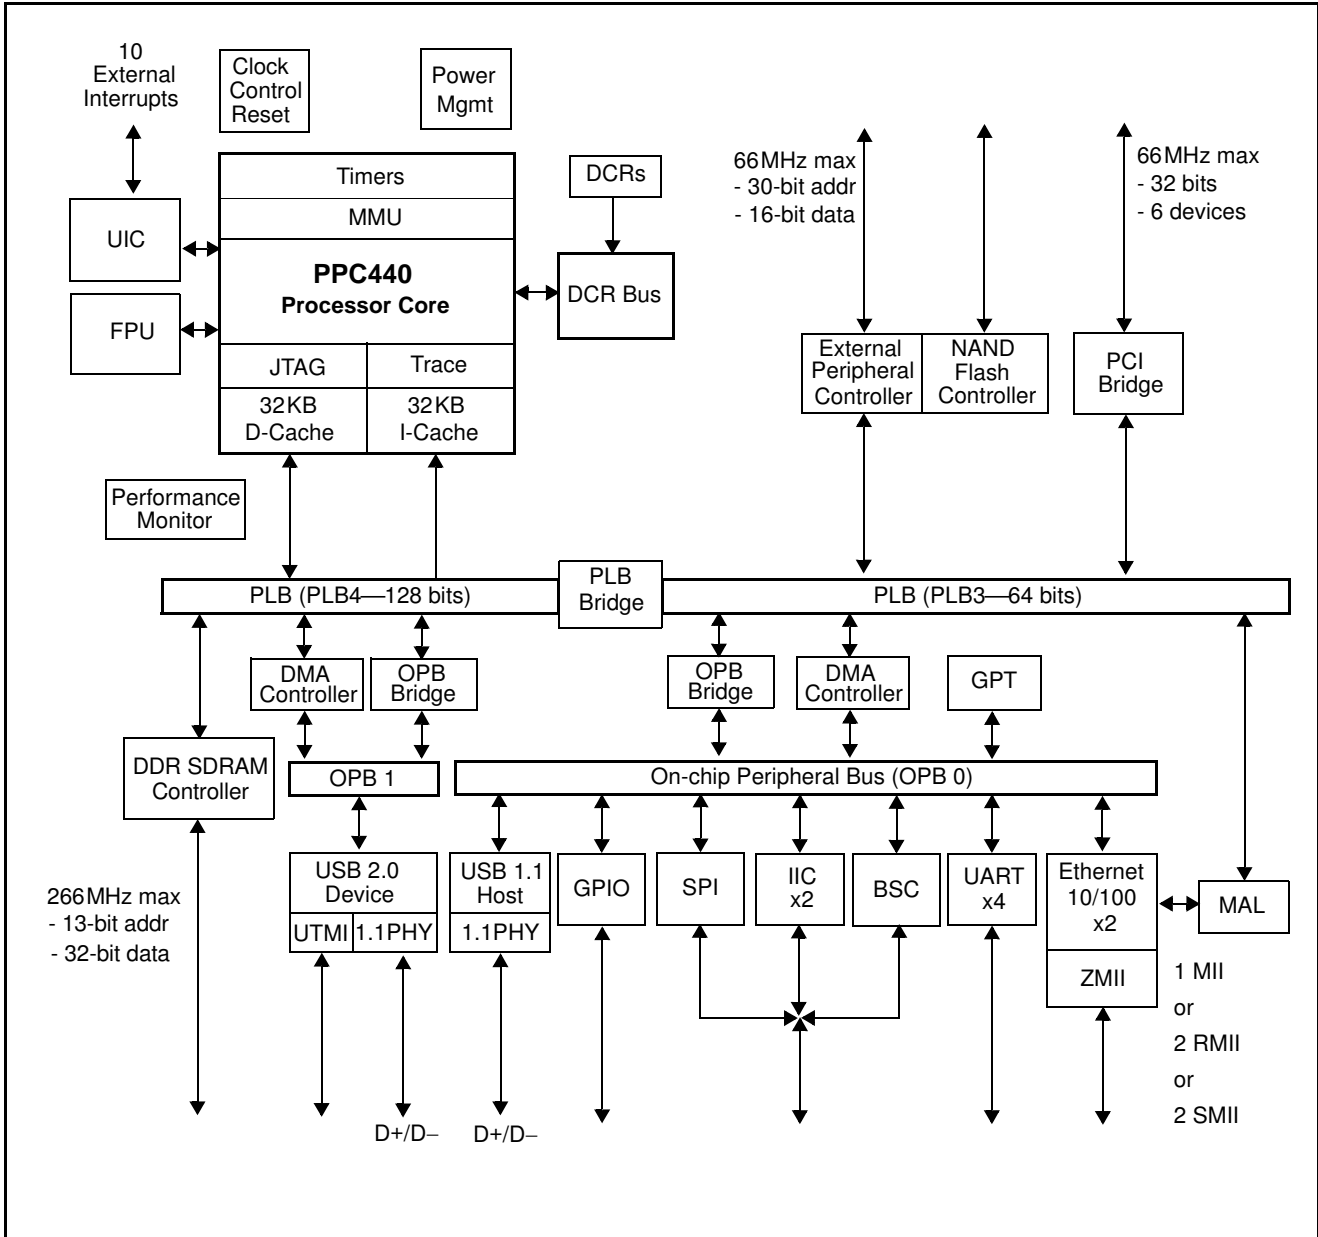 10
External
Interrupts
Clock
Control
Reset
Power
Mgmt
Timers
MMU
PPC440
Processor Core
JTAG
Trace
32KB
D-Cache
32KB
I-Cache
UIC
FPU
DCRs
DCR Bus
66MHz max
- 30-bit addr
- 16-bit data
66MHz max
- 32 bits
- 6 devices
External
Peripheral
Controller
NAND
Flash
Controller
PCI
Bridge
Performance
Monitor
PLB (PLB4—128 bits)
PLB
Bridge
PLB (PLB3—64 bits)
DMA
Controller
OPB
Bridge
OPB
Bridge
DMA
Controller
GPT
DDR SDRAM
Controller
OPB 1
On-chip Peripheral Bus (OPB 0)
266MHz max
- 13-bit addr
- 32-bit data
USB 2.0
Device
UTMI
1.1PHY
USB 1.1
Host
1.1PHY
GPIO
SPI
IIC
x2
BSC
UART
x4
Ethernet
10/100
x2
ZMII
MAL
1 MII
or
2 RMII
or
2 SMII
D+/D–
D+/D–